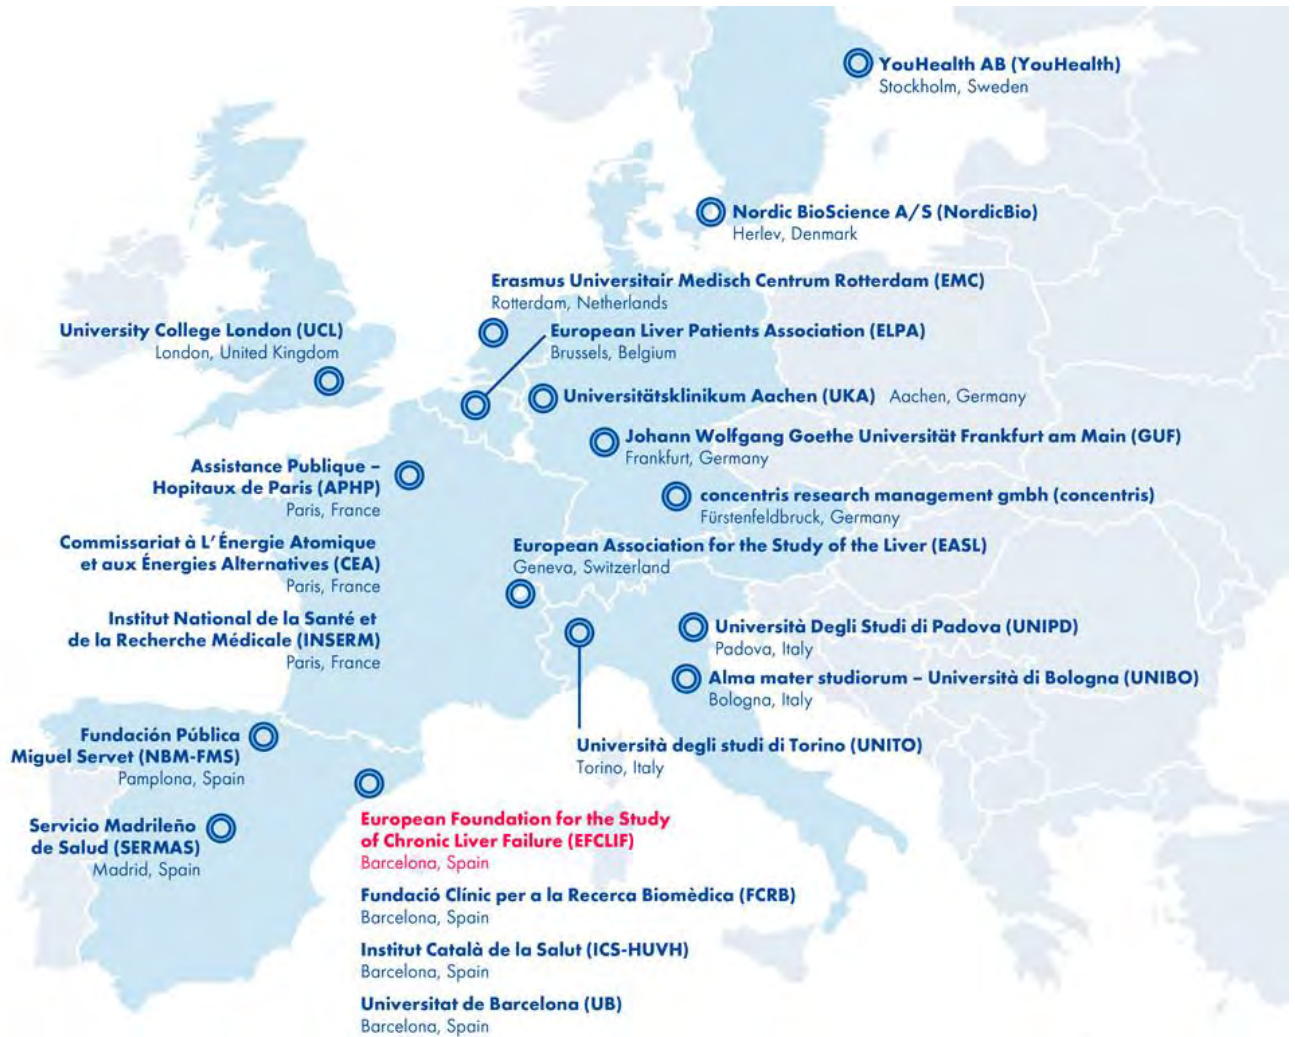 YouHealth AB (YouHealth)
Stockholm, Sweden
Nordic BioScience A/S (NordicBio)
Herlev, Denmark
Erasmus Universitair Medisch Centrum Rotterdam (EMC)
Rotterdam, Netherlands
University College London (UCL)
London, United Kingdom
European Liver Patients Association (ELPA)
Brussels, Belgium
Universitätsklinikum Aachen (UKA) Aachen, Germany
Johann Wolfgang Goethe Universität Frankfurt am Main (GUF)
Frankfurt, Germany
Assistance Publique –
Hopitaux de Paris (APHP)
Paris, France
concentris research management gmbh (concentris)
Fürstenfeldbruck, Germany
Commissariat à L'Énergie Atomique
et aux Énergies Alternatives (CEA)
Paris, France
European Association for the Study of the Liver (EASL)
Geneva, Switzerland
Institut National de la Santé et
de la Recherche Médicale (INSERM)
Paris, France
Università Degli Studi di Padova (UNIPD)
Padova, Italy
Alma mater studiorum – Università di Bologna (UNIBO)
Bologna, Italy
Fundación Pública
Miguel Servet (NBM-FMS)
Pamplona, Spain
Università degli studi di Torino (UNITO)
Torino, Italy
Servicio Madrileño
de Salud (SERMAS)
Madrid, Spain
European Foundation for the Study
of Chronic Liver Failure (EFCLIF)
Barcelona, Spain
Fundació Clínic per a la Recerca Biomèdica (FCRB)
Barcelona, Spain
Institut Català de la Salut (ICS-HUVH)
Barcelona, Spain
Universitat de Barcelona (UB)
Barcelona, Spain